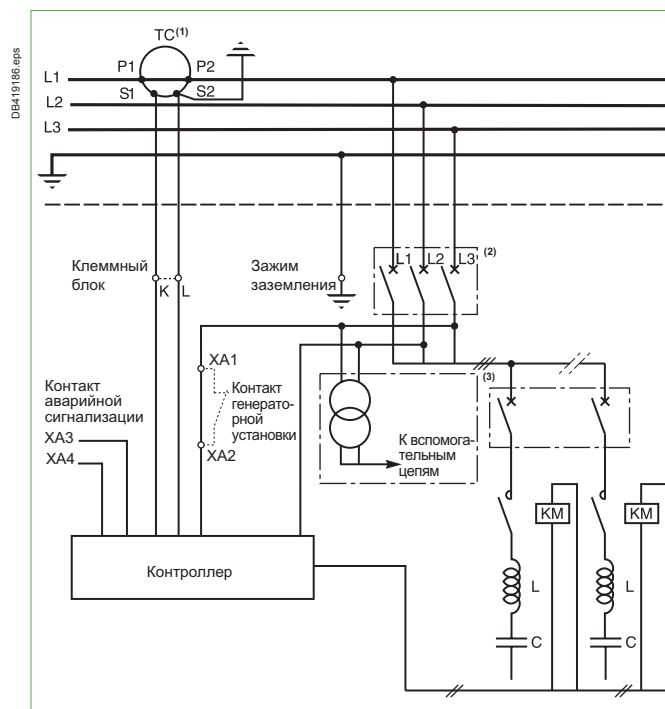 DB419186.eps
TC(1)
P1 P2
L1
S1 S2
L2
L3
(2)
L1 L2 L3
Клеммный
блок
K L
Зажим
заземления
(3)
XA1
Контакт
генерато-
рной
установки
XA2
Контакт
аварийной
сигнализации
XA3
XA4
К вспомога-
тельным
цепям
KM KM
Контроллер
L L
C C